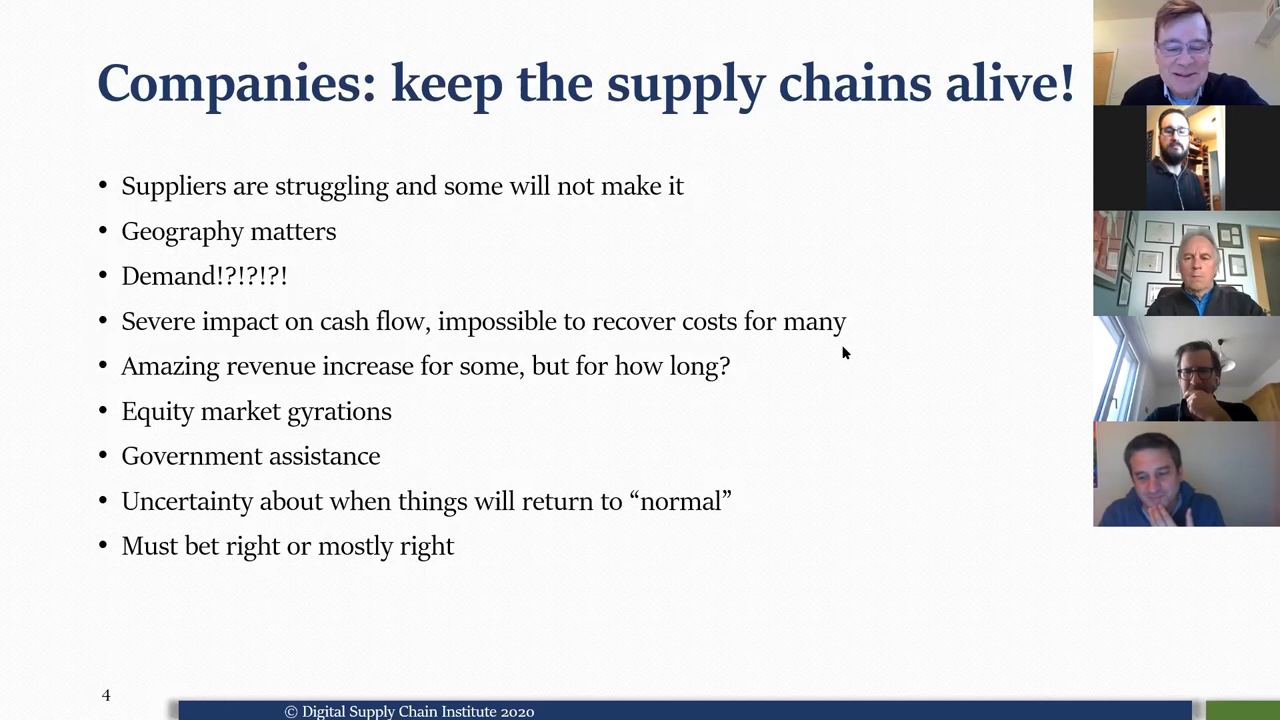 Companies: keep the supply chains alive!
• Suppliers are struggling and some will not make it
• Geography matters
• Demand!?!?!?!
• Severe impact on cash flow, impossible to recover costs for many
• Amazing revenue increase for some, but for how long?
• Equity market gyrations
• Government assistance
• Uncertainty about when things will return to “normal”
• Must bet right or mostly right
4
© Digital Supply Chain Institute 2020